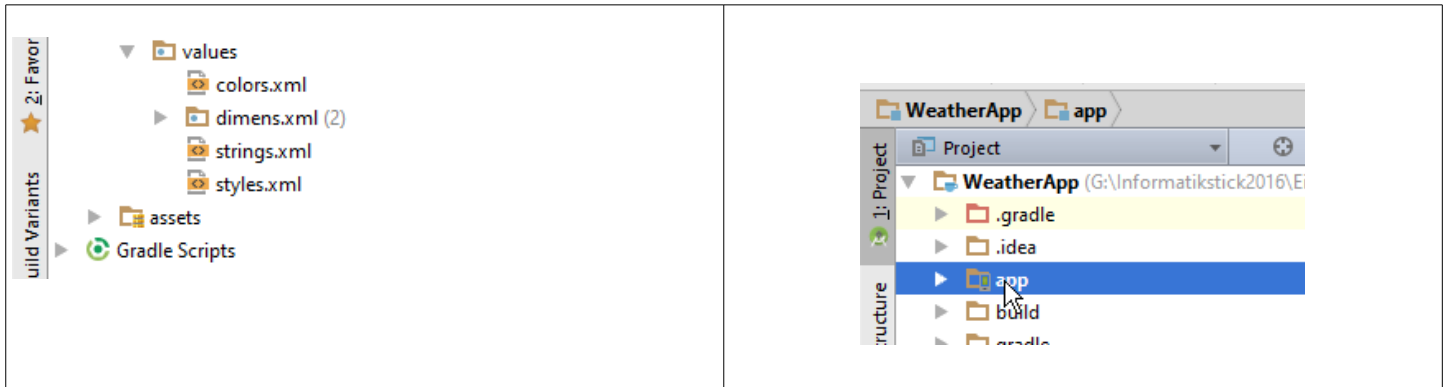 2: Favor
values
colors.xml
dimens.xml (2)
strings.xml
styles.xml
assets
Gradle Scripts
uild Variants
WeatherApp app
Project
1: Project
WeatherApp (G:\Informatikstick2016\Ei
.gradle
.idea
app
build
gradle
ructure